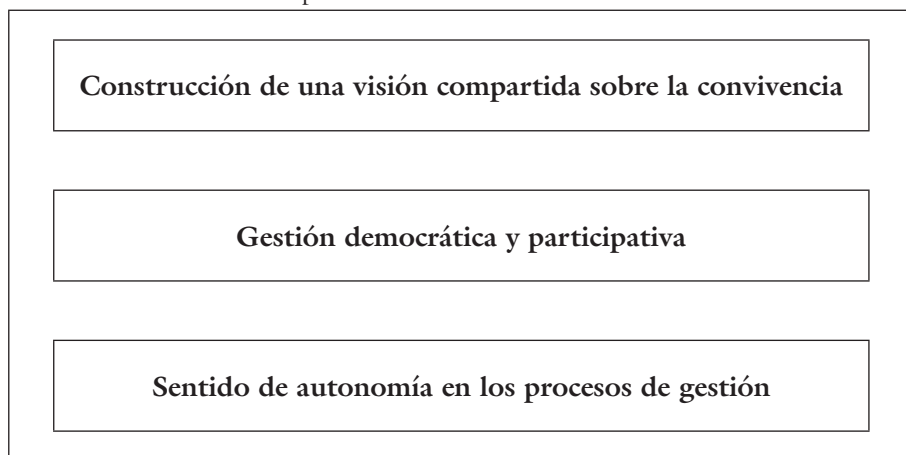 Construcción de una visión compartida sobre la convivencia
Gestión democrática y participativa
Sentido de autonomía en los procesos de gestión